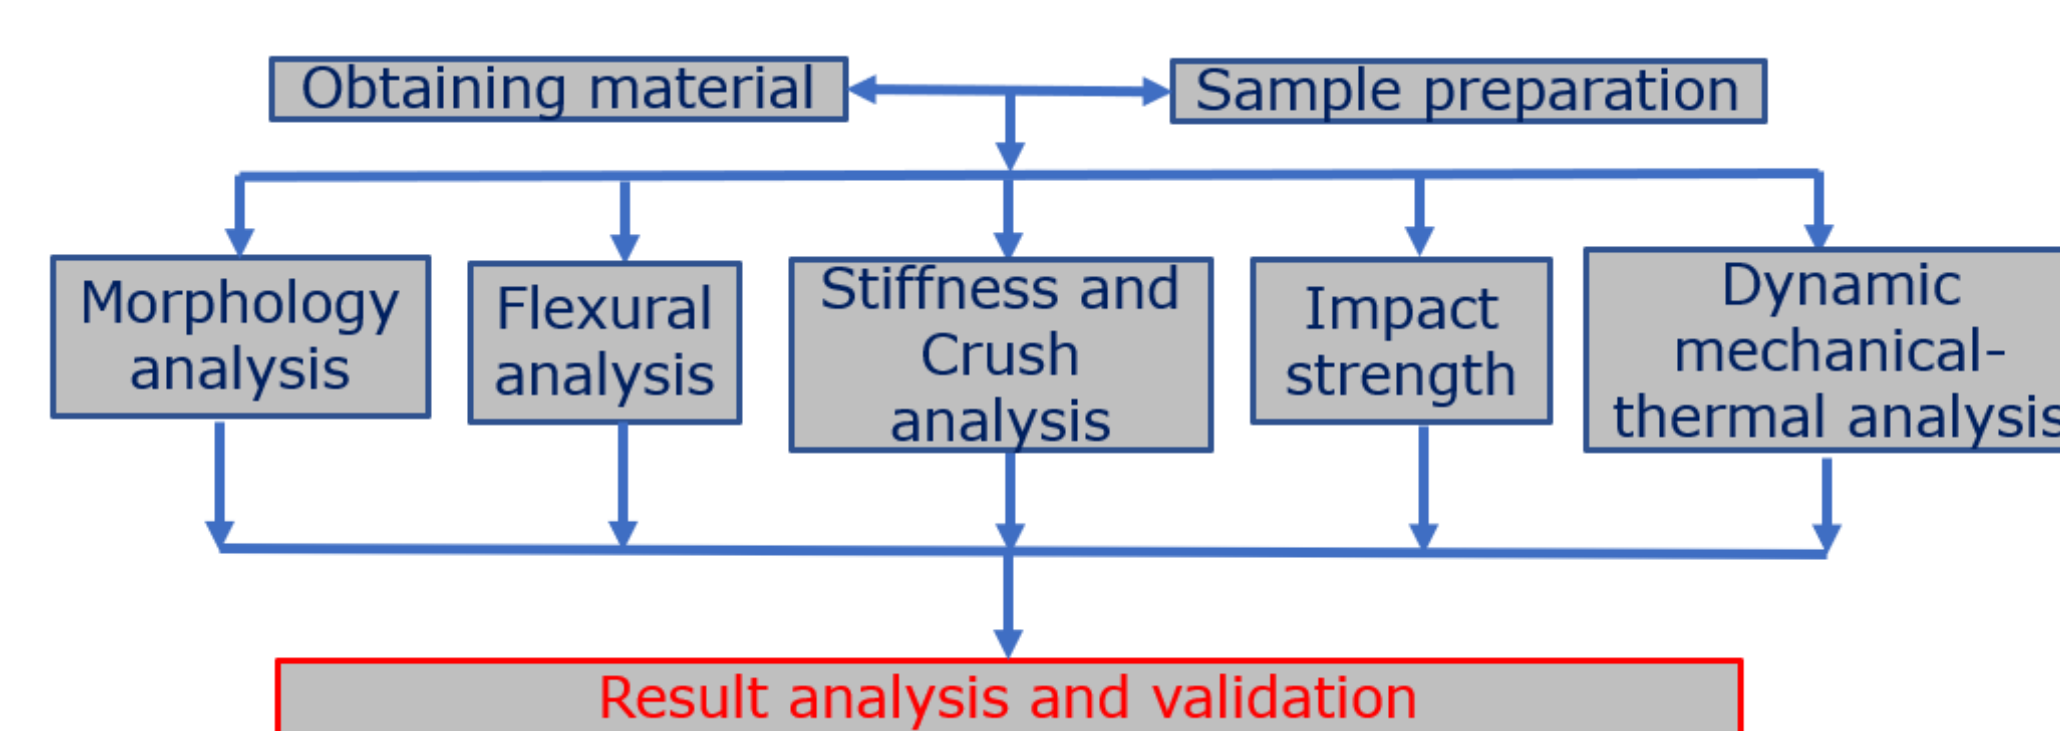 Obtaining material
Sample preparation
Morphology
analysis
Flexural
analysis
Stiffness and
Crush
analysis
Impact
strength
Dynamic
mechanical-
thermal analysis
Result analysis and validation